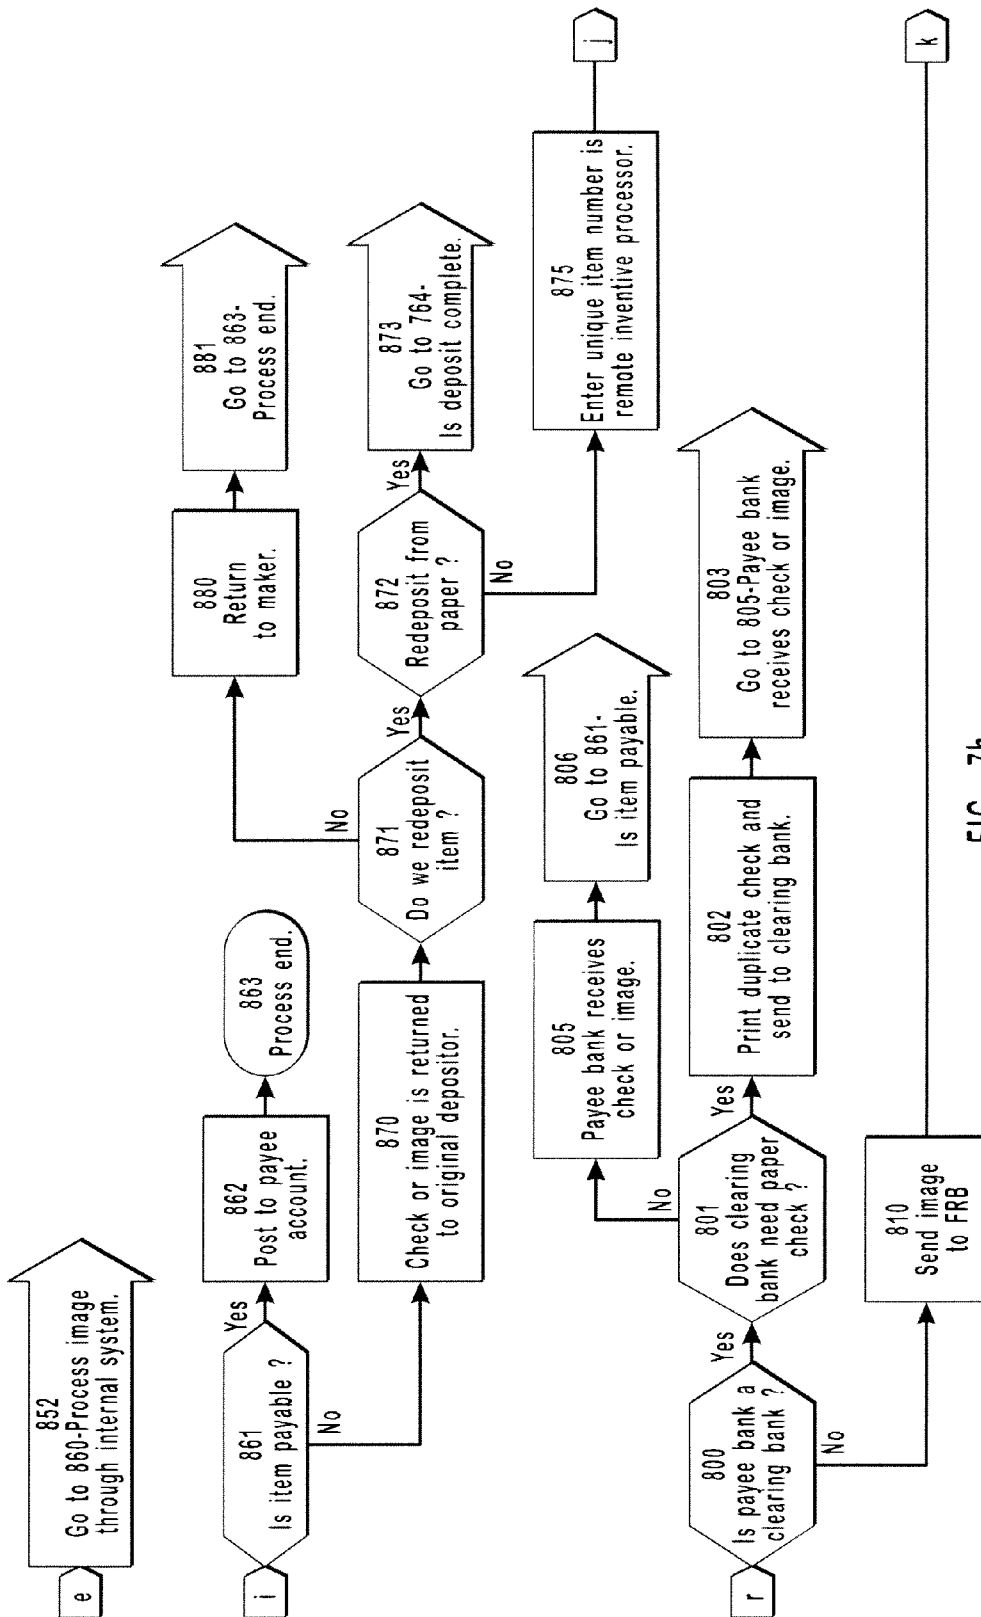 e
852
Go to 860-Process image
through internal system.
i
861
Is item payable ?
Yes
No
862
Post to payee
account.
863
Process end.
870
Check or image is returned
to original depositor.
871
Do we redeposit
item ?
No
Yes
880
Return
to maker.
881
Go to 863-
Process end.
872
Redeposit from
paper ?
Yes
No
873
Go to 764-
Is deposit complete.
875
Enter unique item number is
remote inventive processor.
j
r
800
Is payee bank a
clearing bank ?
Yes
No
801
Does clearing
bank need paper
check ?
No
Yes
805
Payee bank receives
check or image.
806
Go to 861-
Is item payable.
802
Print duplicate check and
send to clearing bank.
803
Go to 805-Payee bank
receives check or image.
810
Send image
to FRB
k